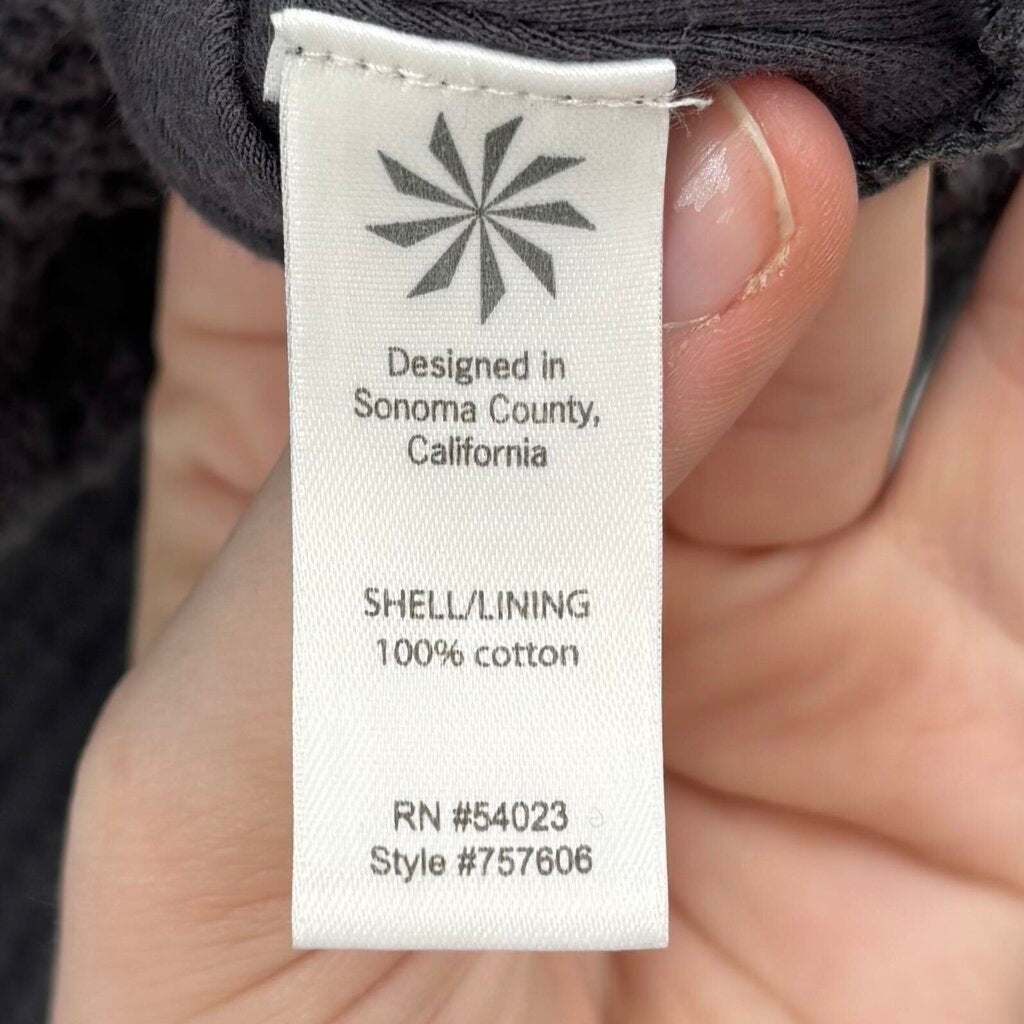 Designed in
Sonoma County,
California
SHELL/LINING
100% cotton
RN #54023
Style #757606